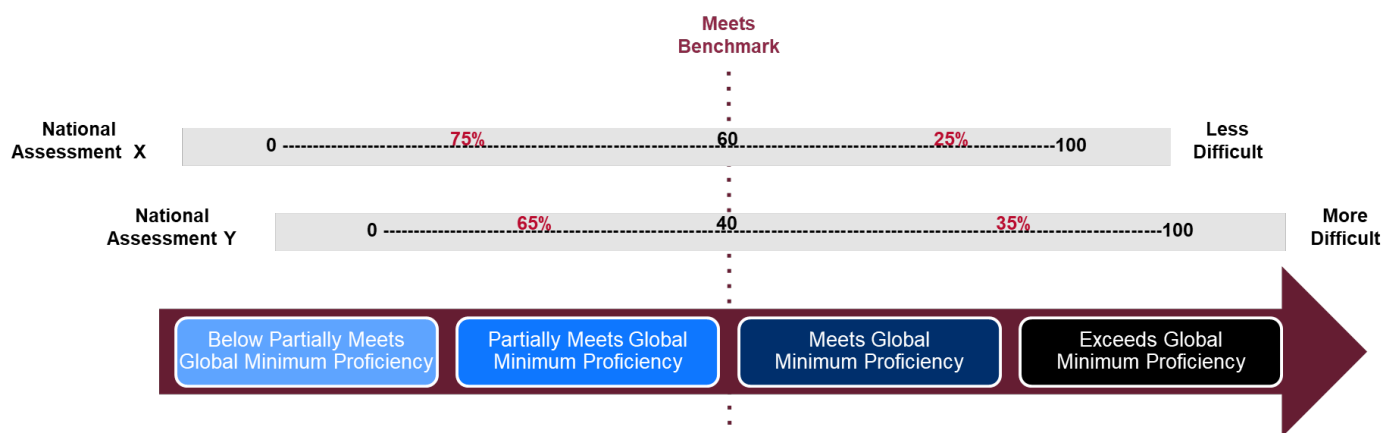 Meets
Benchmark
National
Assessment X
0 ---------- 75% ---------- 60 ---------- 25% ---------- 100
Less
Difficult
National
Assessment Y
0 ---------- 65% ---------- 40 ---------- 35% ---------- 100
More
Difficult
Below Partially Meets
Global Minimum Proficiency
Partially Meets Global
Minimum Proficiency
Meets Global
Minimum Proficiency
Exceeds Global
Minimum Proficiency